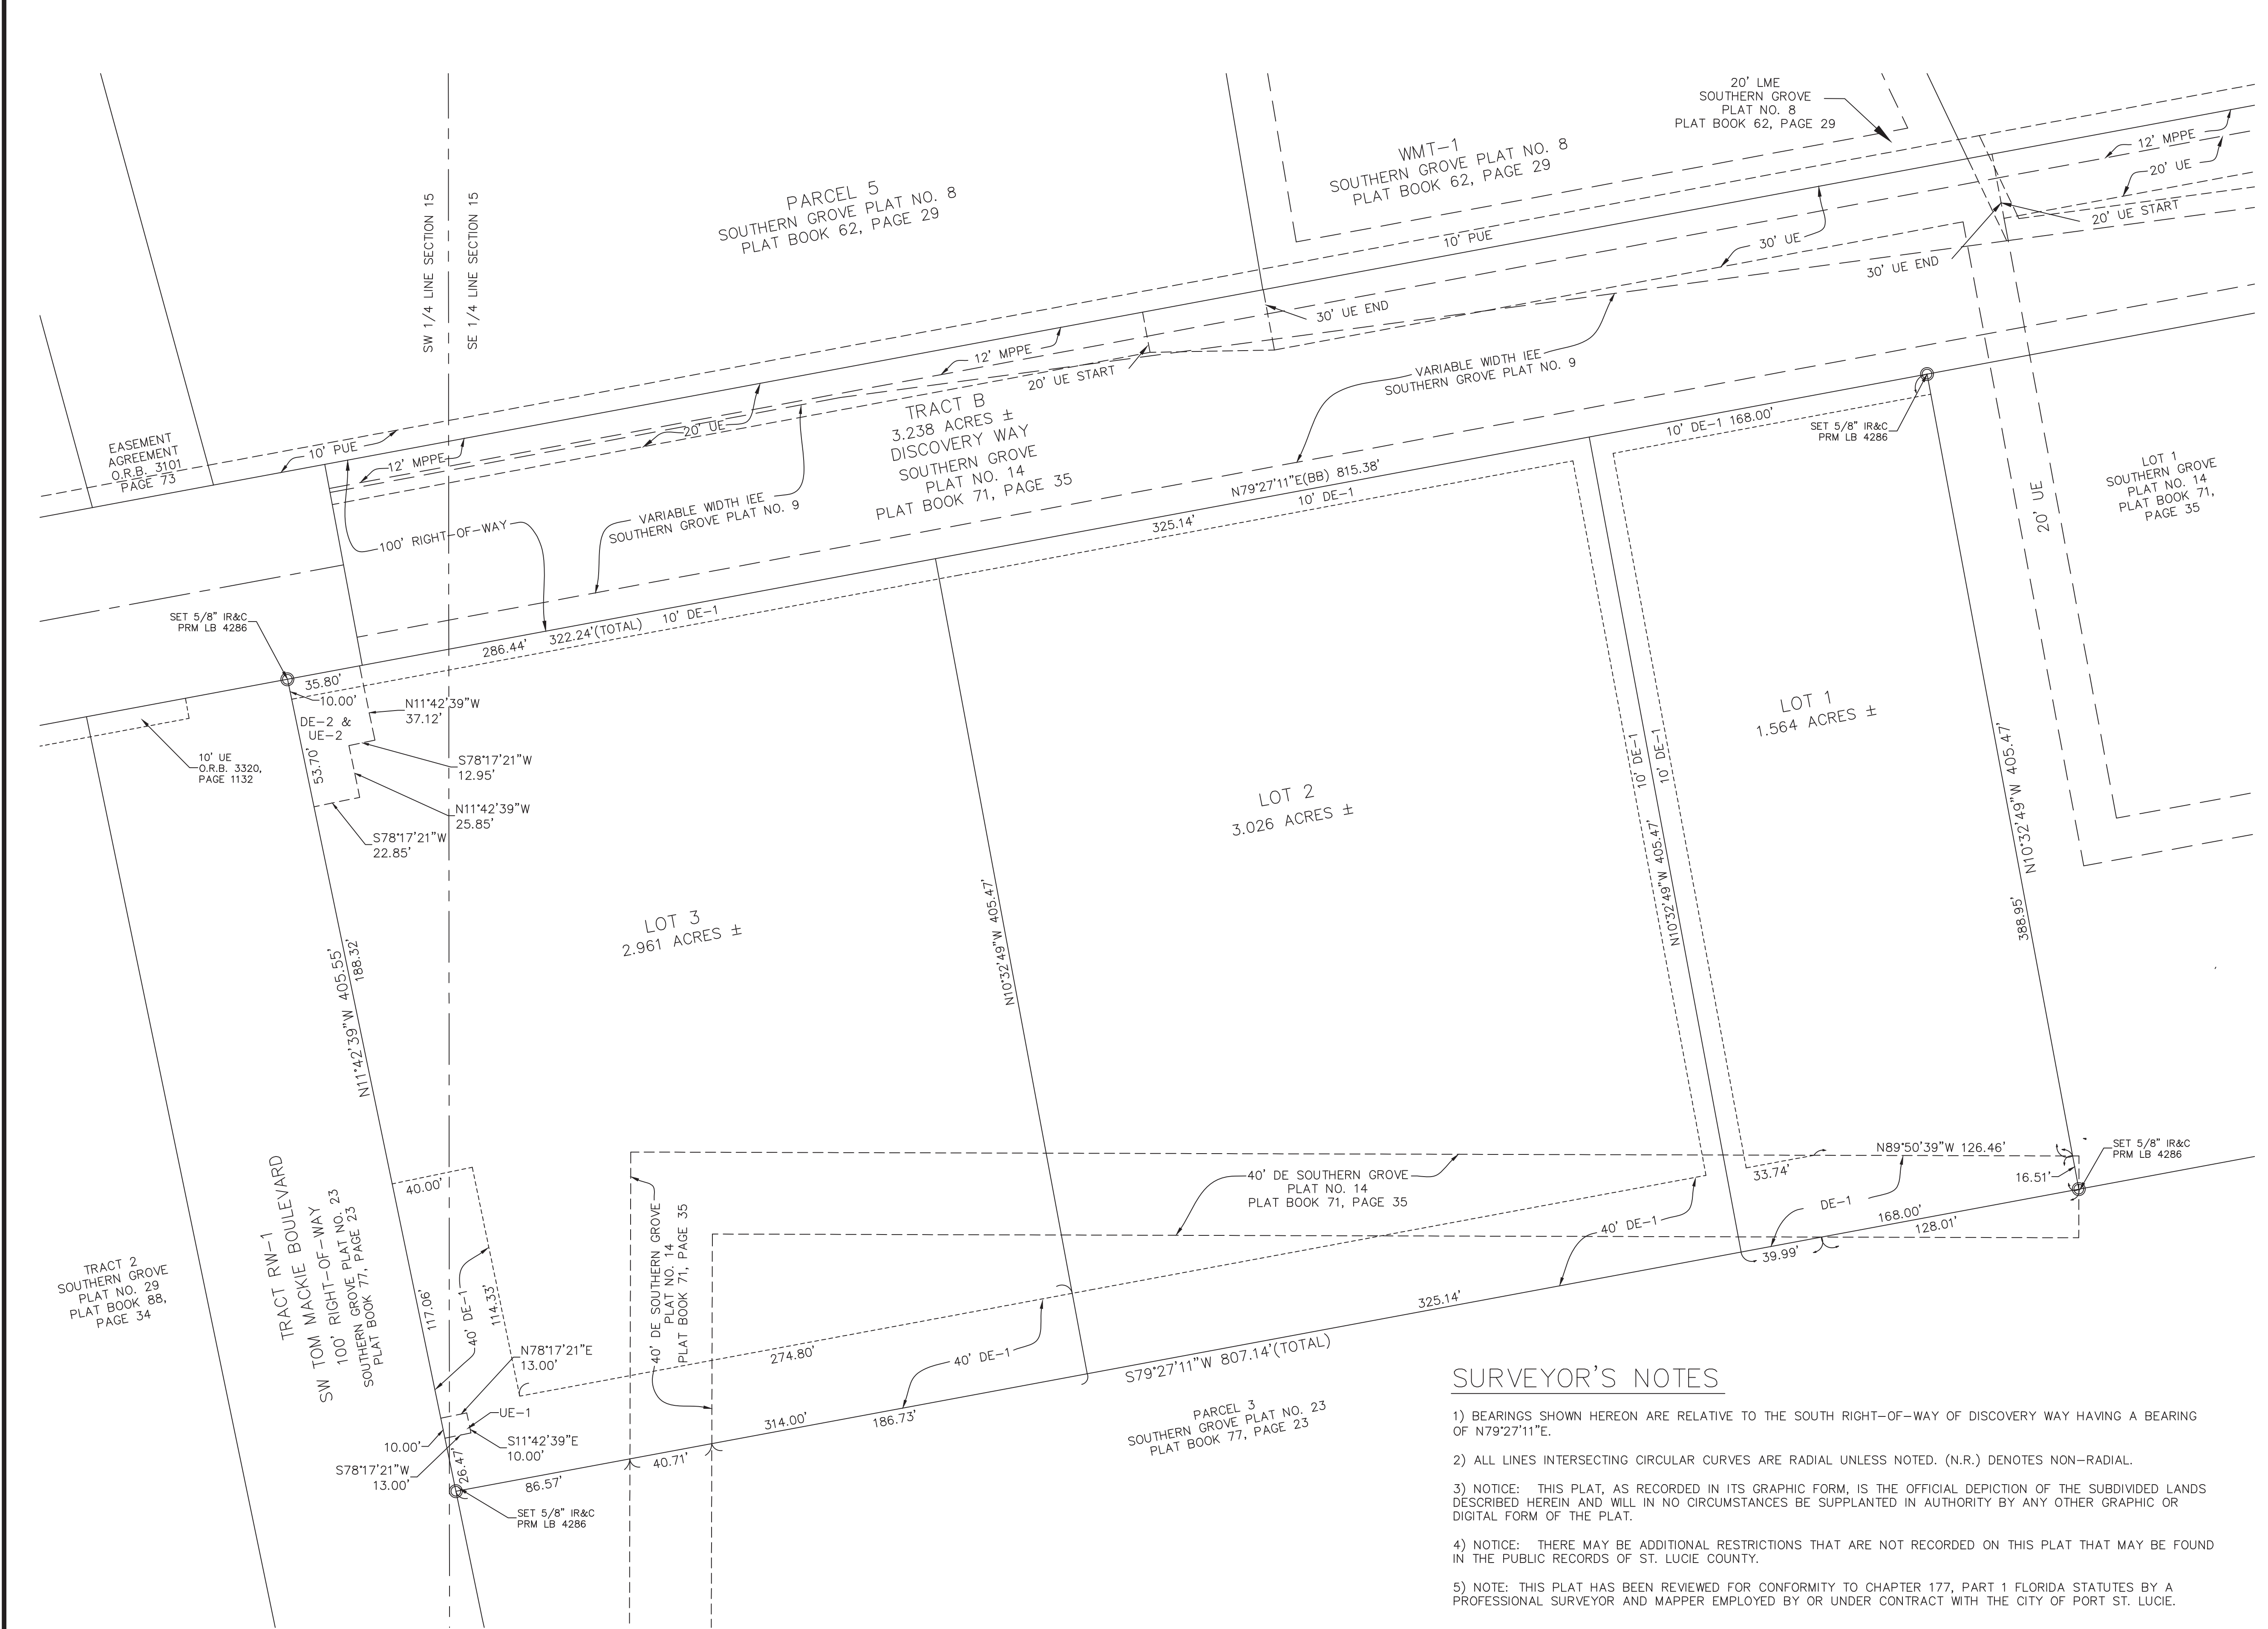 20' LME
SOUTHERN GROVE
PLAT NO. 8
PLAT BOOK 62, PAGE 29
WMT-1
SOUTHERN GROVE PLAT NO. 8
PLAT BOOK 62, PAGE 29
12' MPPE
20' UE
20' UE START
PARCEL 5
SOUTHERN GROVE PLAT NO. 8
PLAT BOOK 62, PAGE 29
SW 1/4 LINE SECTION 15
SE 1/4 LINE SECTION 15
10' PUE
30' UE
30' UE END
30' UE END
12' MPPE
20' UE START
VARIABLE WIDTH IEE
SOUTHERN GROVE PLAT NO. 9
EASEMENT
AGREEMENT
O.R.B. 3101
PAGE 73
10' PUE
12' MPPE
20' UE
TRACT B
3.238 ACRES ±
DISCOVERY WAY
SOUTHERN GROVE
PLAT NO. 14
PLAT BOOK 71, PAGE 35
VARIABLE WIDTH IEE
SOUTHERN GROVE PLAT NO. 9
100' RIGHT-OF-WAY
10' DE-1 168.00'
SET 5/8" IR&C
PRM LB 4286
20' UE
LOT 1
SOUTHERN GROVE
PLAT NO. 14
PLAT BOOK 71,
PAGE 35
N79°27'11"E(BB) 815.38'
10' DE-1
325.14'
SET 5/8" IR&C
PRM LB 4286
322.24'(TOTAL)
10' DE-1
286.44'
35.80'
10.00'
DE-2 &
UE-2
N11°42'39"W
37.12'
S78°17'21"W
12.95'
N11°42'39"W
25.85'
S78°17'21"W
22.85'
53.70'
10' UE
O.R.B. 3320,
PAGE 1132
LOT 1
1.564 ACRES ±
LOT 2
3.026 ACRES ±
LOT 3
2.961 ACRES ±
10' DE-1
10' DE-1
N10°32'49"W 405.47'
N10°32'49"W 405.47'
388.95'
N10°32'49"W 405.47'
N11°42'39"W 405.55'
188.32'
40.00'
117.06'
40' DE-1
114.33'
N78°17'21"E
13.00'
UE-1
S11°42'39"E
10.00'
10.00'
S78°17'21"W
13.00'
26.47'
SET 5/8" IR&C
PRM LB 4286
TRACT RW-1
SW TOM MACKIE BOULEVARD
100' RIGHT-OF-WAY
SOUTHERN GROVE PLAT NO. 23
PLAT BOOK 77, PAGE 23
TRACT 2
SOUTHERN GROVE
PLAT NO. 29
PLAT BOOK 88,
PAGE 34
40' DE SOUTHERN GROVE
PLAT NO. 14
PLAT BOOK 71, PAGE 35
40' DE SOUTHERN GROVE
PLAT NO. 14
PLAT BOOK 71, PAGE 35
N89°50'39"W 126.46'
SET 5/8" IR&C
PRM LB 4286
33.74'
16.51'
DE-1
168.00'
128.01'
40' DE-1
39.99'
325.14'
274.80'
40' DE-1
S79°27'11"W 807.14'(TOTAL)
314.00'
186.73'
40.71'
86.57'
PARCEL 3
SOUTHERN GROVE PLAT NO. 23
PLAT BOOK 77, PAGE 23
SURVEYOR'S NOTES
1) BEARINGS SHOWN HEREON ARE RELATIVE TO THE SOUTH RIGHT-OF-WAY OF DISCOVERY WAY HAVING A BEARING
OF N79°27'11"E.
2) ALL LINES INTERSECTING CIRCULAR CURVES ARE RADIAL UNLESS NOTED. (N.R.) DENOTES NON-RADIAL.
3) NOTICE: THIS PLAT, AS RECORDED IN ITS GRAPHIC FORM, IS THE OFFICIAL DEPICTION OF THE SUBDIVIDED LANDS
DESCRIBED HEREIN AND WILL IN NO CIRCUMSTANCES BE SUPPLANTED IN AUTHORITY BY ANY OTHER GRAPHIC OR
DIGITAL FORM OF THE PLAT.
4) NOTICE: THERE MAY BE ADDITIONAL RESTRICTIONS THAT ARE NOT RECORDED ON THIS PLAT THAT MAY BE FOUND
IN THE PUBLIC RECORDS OF ST. LUCIE COUNTY.
5) NOTE: THIS PLAT HAS BEEN REVIEWED FOR CONFORMITY TO CHAPTER 177, PART 1 FLORIDA STATUTES BY A
PROFESSIONAL SURVEYOR AND MAPPER EMPLOYED BY OR UNDER CONTRACT WITH THE CITY OF PORT ST. LUCIE.